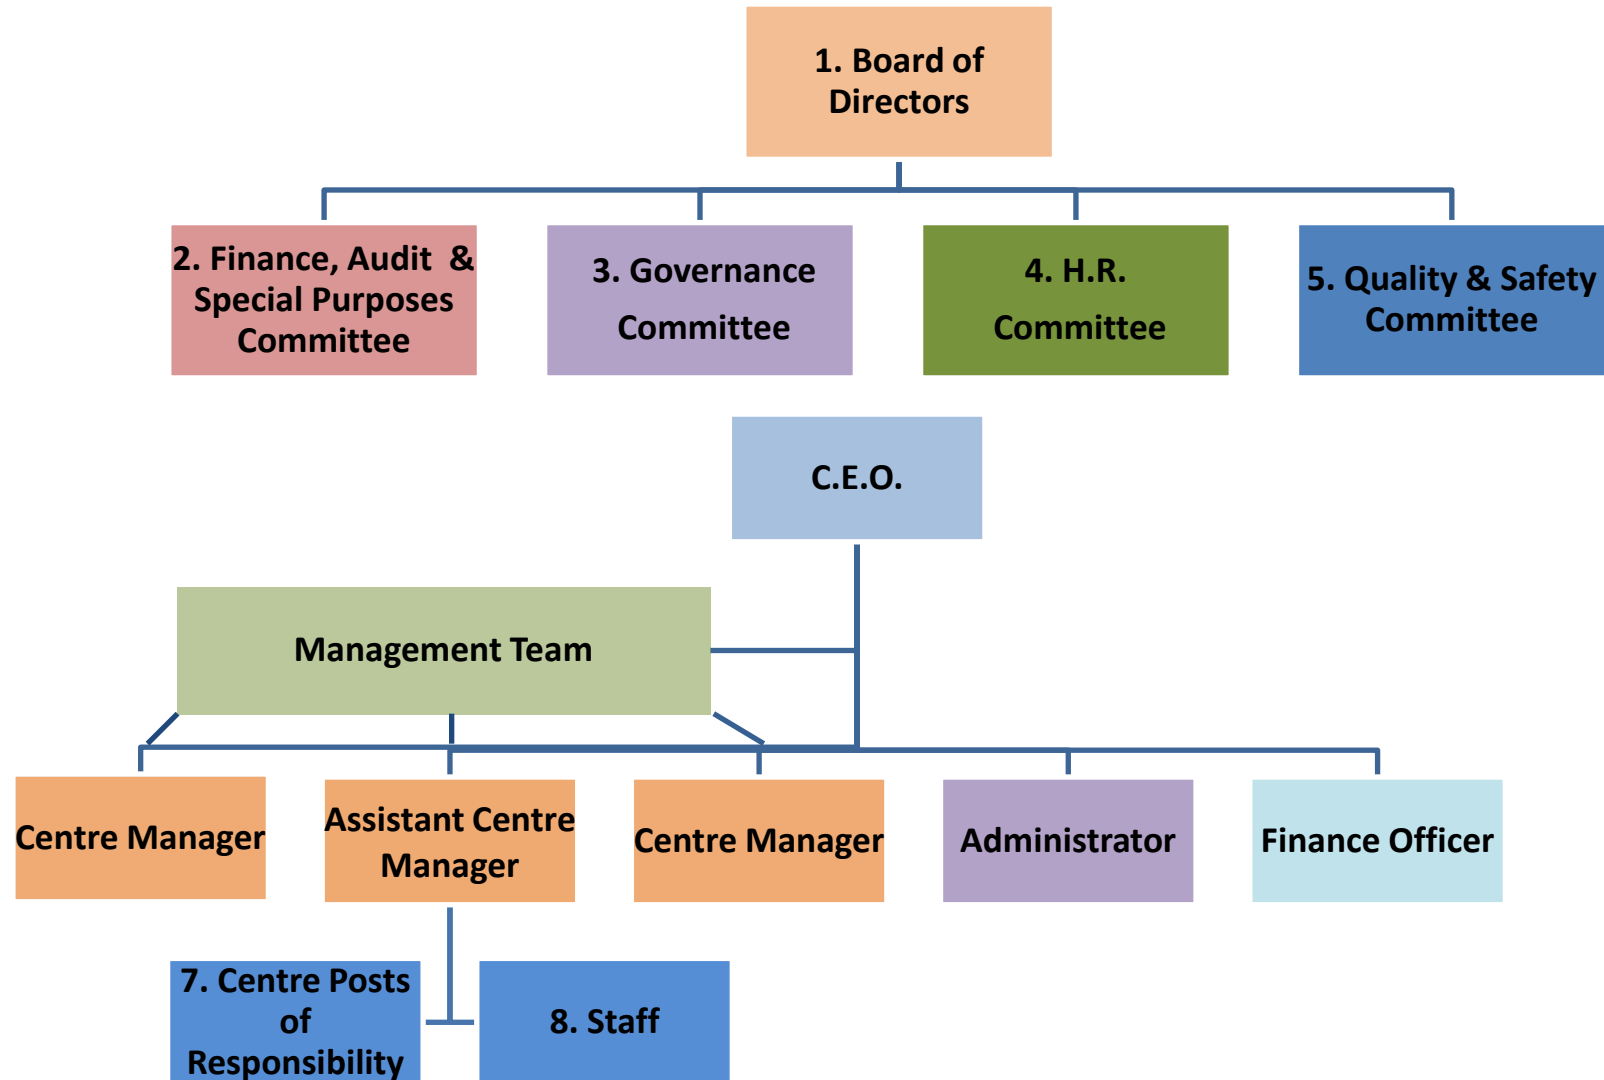 1. Board of
Directors
2. Finance, Audit  &
Special Purposes
Committee
3. Governance
Committee
4. H.R.
Committee
5. Quality & Safety
Committee
C.E.O.
Management Team
Centre Manager
Assistant Centre
Manager
Centre Manager
Administrator
Finance Officer
7. Centre Posts
of
Responsibility
8. Staff